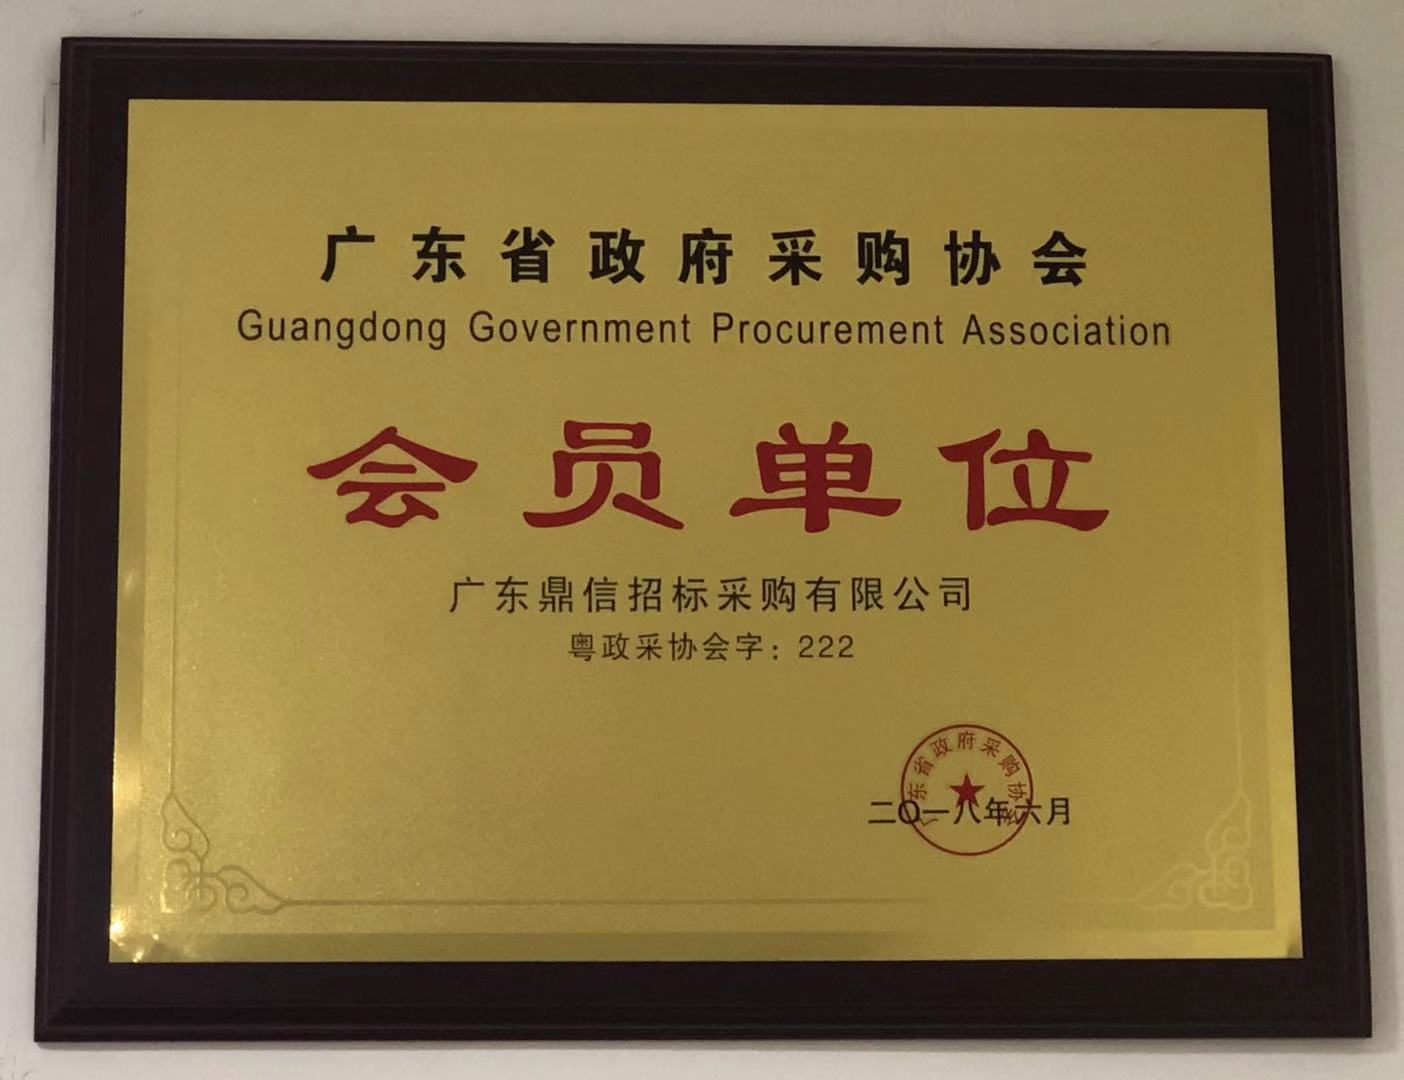 广东省政府采购协会
Guangdong Government Procurement Association
会员单位
广东鼎信招标采购有限公司
粤政采协会字：222
广东省政府采购协会
二〇一八年六月